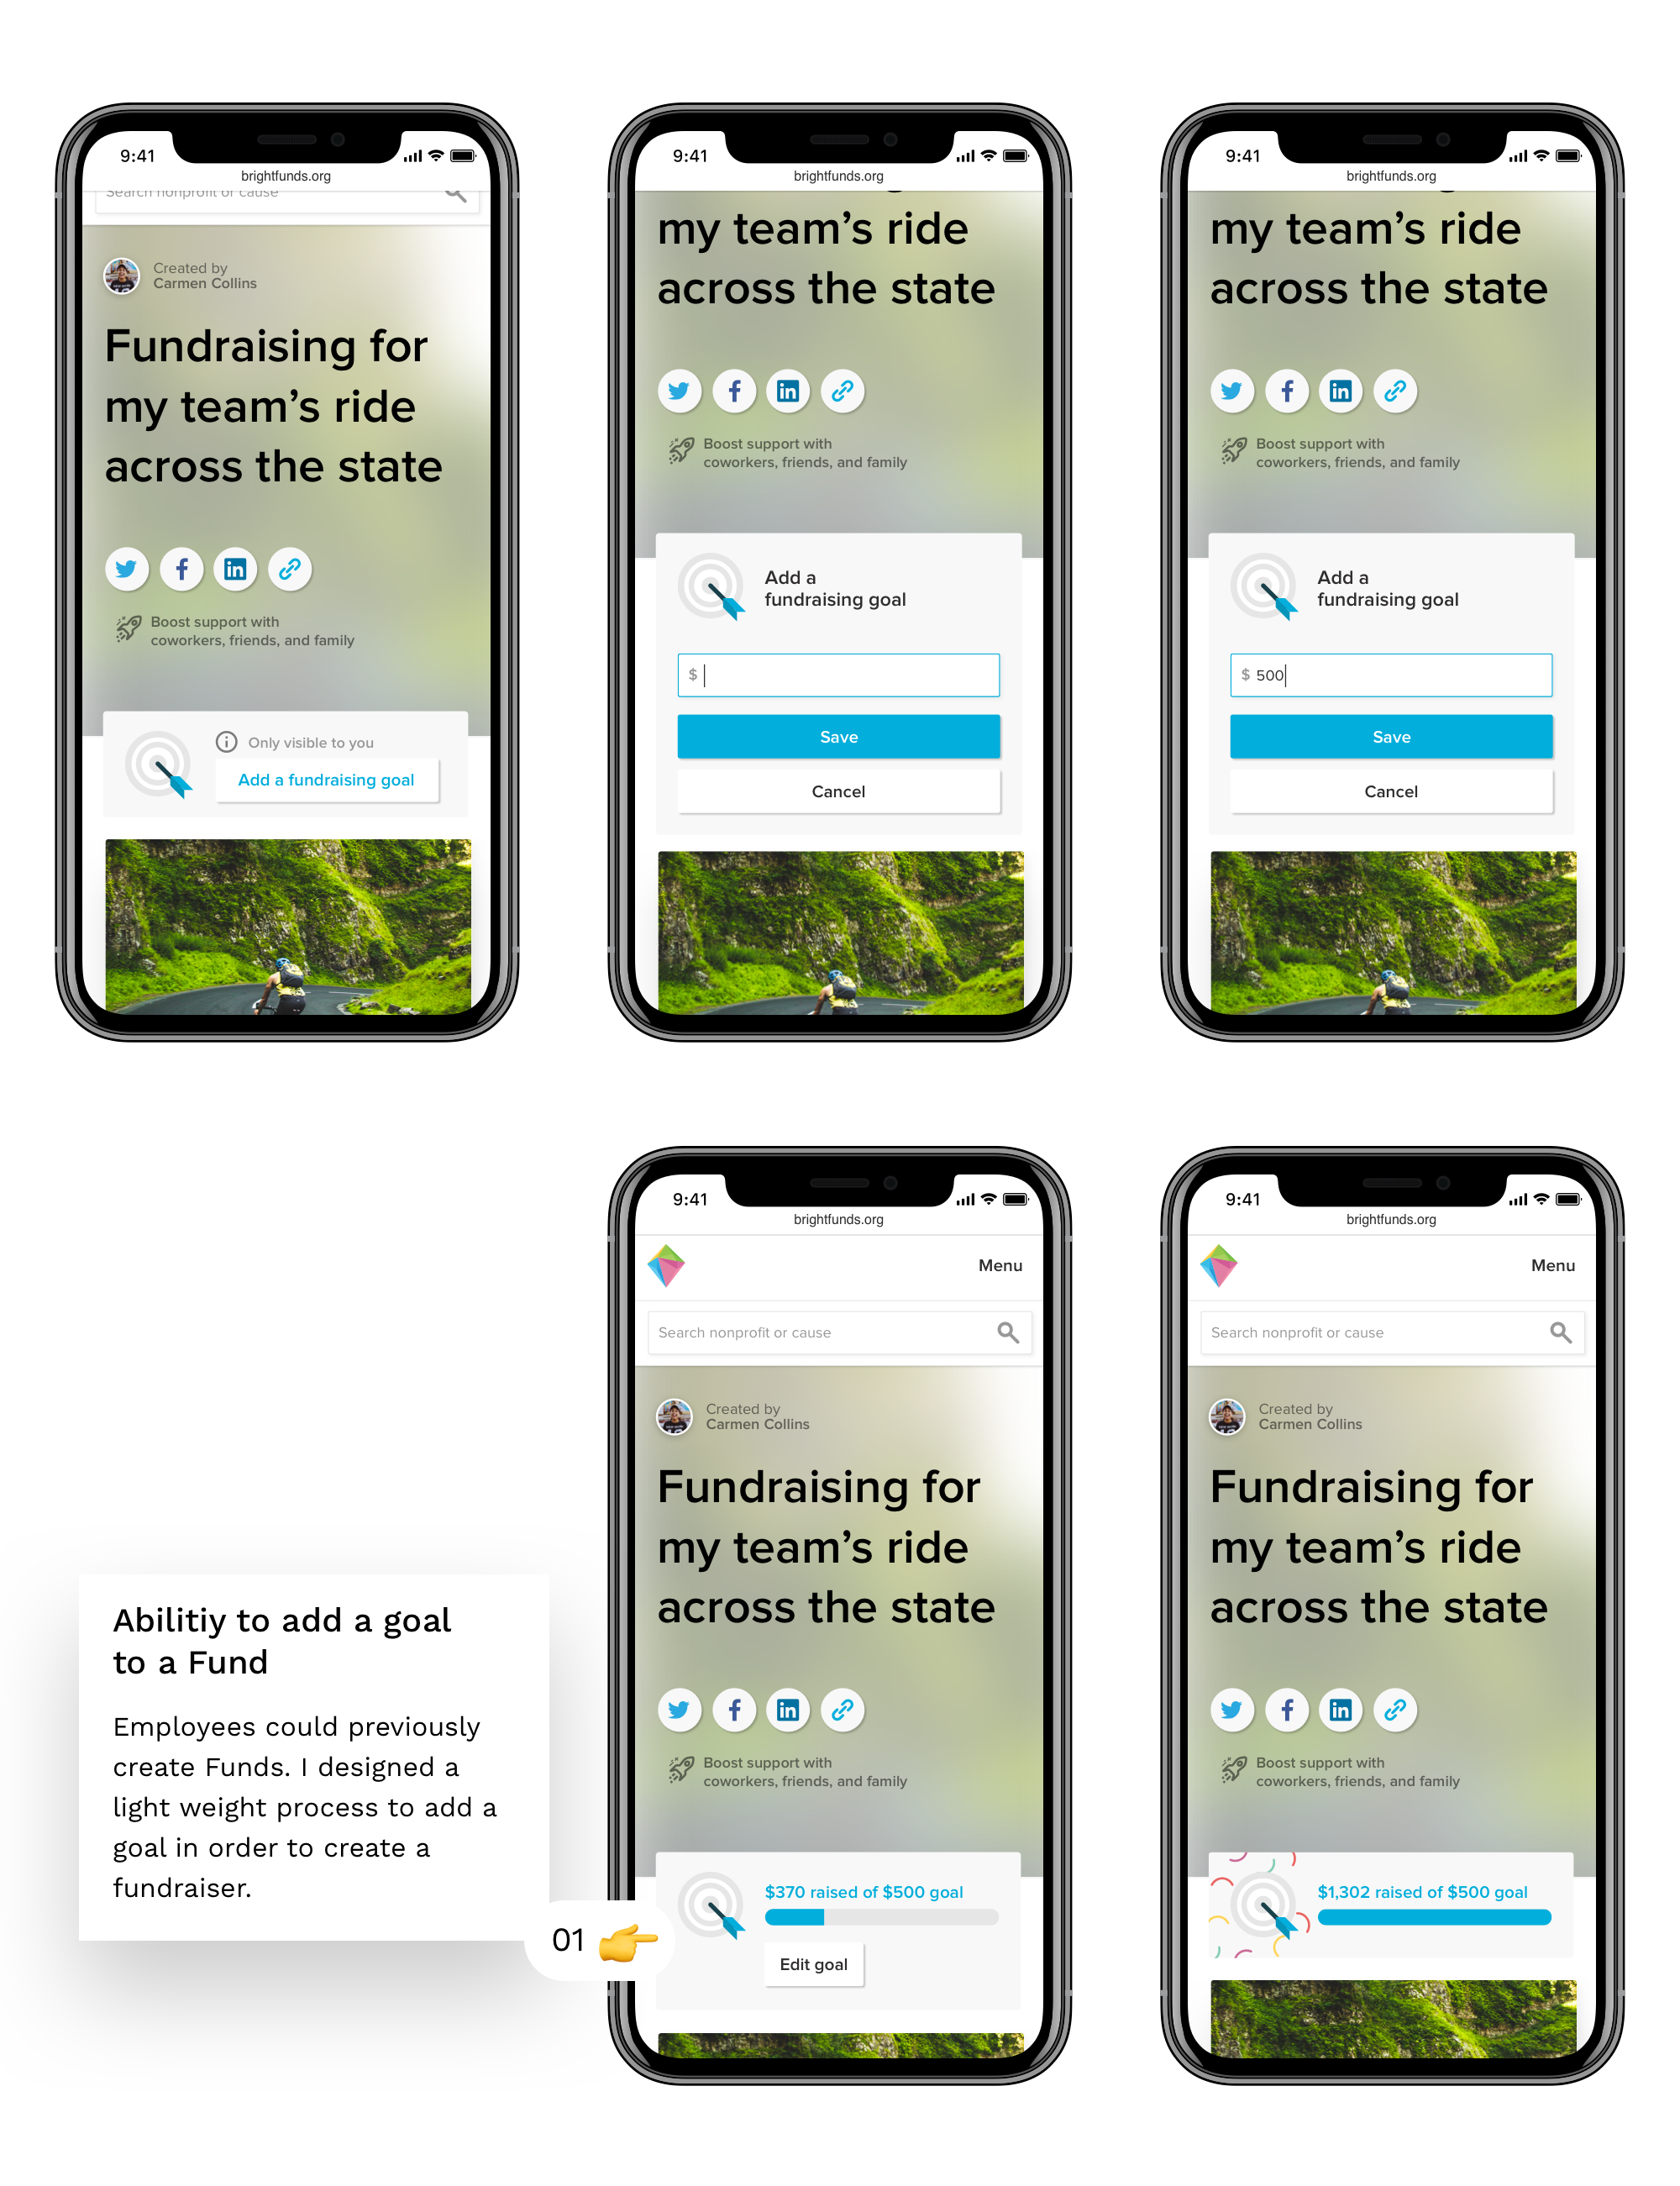 9:41
brightfunds.org
Search nonprofit or cause
Created by
Carmen Collins
Fundraising for
my team’s ride
across the state
Boost support with
coworkers, friends, and family
Only visible to you
Add a fundraising goal
9:41
brightfunds.org
my team’s ride
across the state
Boost support with
coworkers, friends, and family
Add a
fundraising goal
$
Save
Cancel
9:41
brightfunds.org
my team’s ride
across the state
Boost support with
coworkers, friends, and family
Add a
fundraising goal
$ 500
Save
Cancel
Abilitiy to add a goal
to a Fund
Employees could previously
create Funds. I designed a
light weight process to add a
goal in order to create a
fundraiser.
01
9:41
brightfunds.org
Menu
Search nonprofit or cause
Created by
Carmen Collins
Fundraising for
my team’s ride
across the state
Boost support with
coworkers, friends, and family
$370 raised of $500 goal
Edit goal
9:41
brightfunds.org
Menu
Search nonprofit or cause
Created by
Carmen Collins
Fundraising for
my team’s ride
across the state
Boost support with
coworkers, friends, and family
$1,302 raised of $500 goal